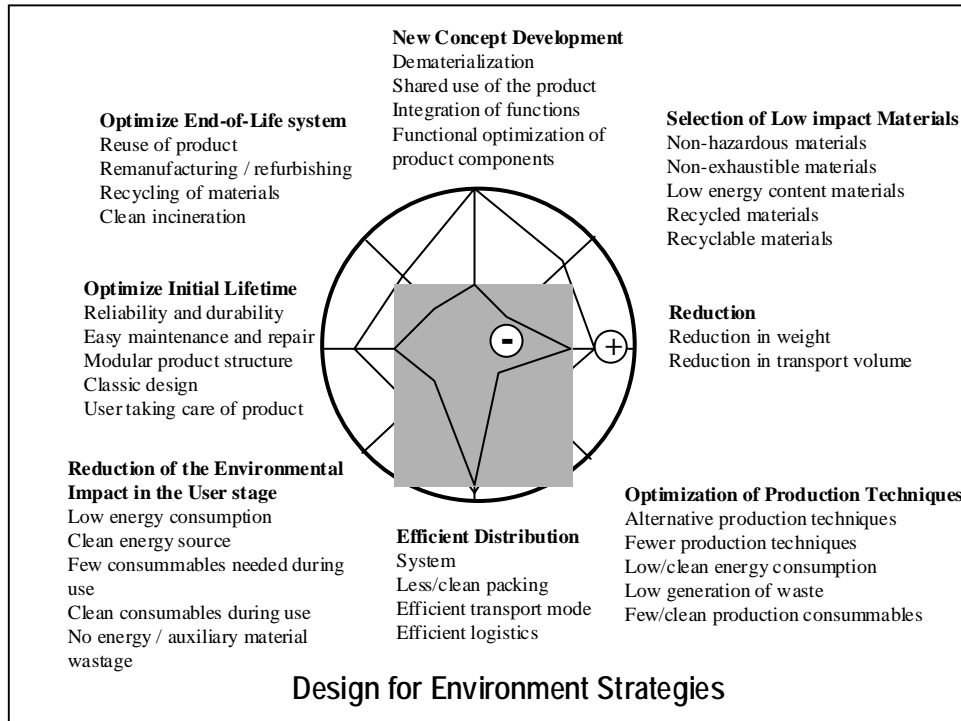 New Concept Development
Dematerialization
Shared use of the product
Integration of functions
Functional optimization of
product components
Optimize End-of-Life system
Reuse of product
Remanufacturing / refurbishing
Recycling of materials
Clean incineration
Selection of Low impact Materials
Non-hazardous materials
Non-exhaustible materials
Low energy content materials
Recycled materials
Recyclable materials
Optimize Initial Lifetime
Reliability and durability
Easy maintenance and repair
Modular product structure
Classic design
User taking care of product
-
+
Reduction
Reduction in weight
Reduction in transport volume
Reduction of the Environmental
Impact in the User stage
Low energy consumption
Clean energy source
Few consummables needed during
use
Clean consumables during use
No energy / auxiliary material
wastage
Efficient Distribution
System
Less/clean packing
Efficient transport mode
Efficient logistics
Optimization of Production Techniques
Alternative production techniques
Fewer production techniques
Low/clean energy consumption
Low generation of waste
Few/clean production consummables
Design for Environment Strategies